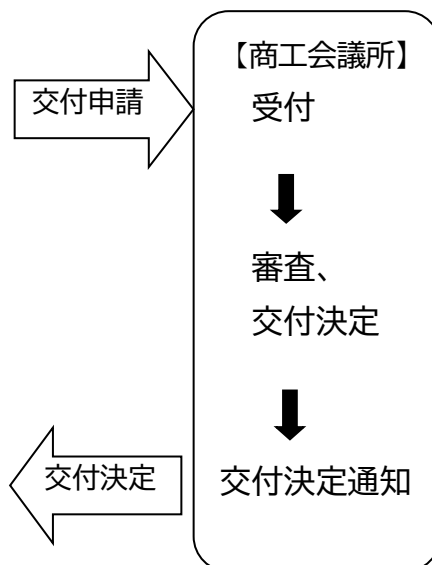 【商工会議所】
交付申請
受付
審査、
交付決定
交付決定
交付決定通知